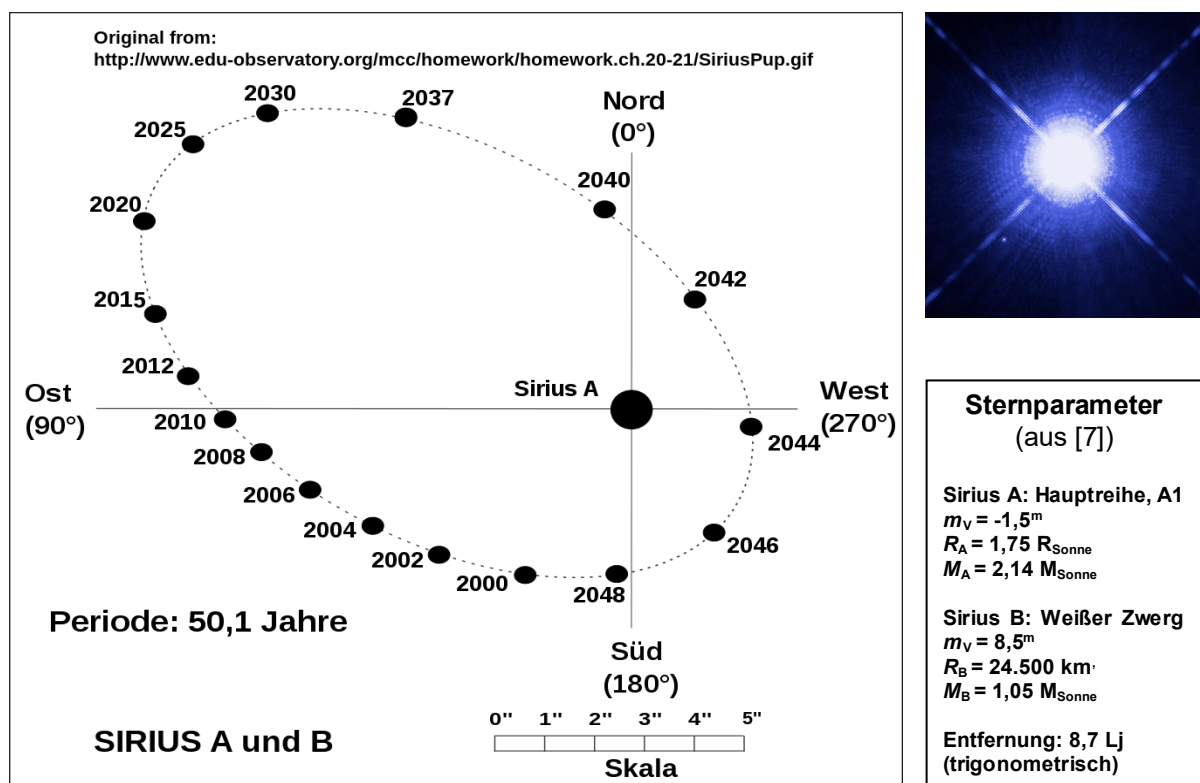 Original from:
http://www.edu-observatory.org/mcc/homework/homework.ch.20-21/SiriusPup.gif
2030
2037
Nord
(0°)
2025
2040
2020
2042
2015
2012
Sirius A
Ost
(90°)
West
(270°)
2010
2044
2008
2006
2004
2046
2002
2000
2048
Periode: 50,1 Jahre
Süd
(180°)
0" 1" 2" 3" 4" 5"
SIRIUS A und B
Skala
Sternparameter
(aus [7])
Sirius A: Hauptreihe, A1
mV = -1,5m
RA = 1,75 RSonne
MA = 2,14 MSonne
Sirius B: Weißer Zwerg
mV = 8,5m
RB = 24.500 km,
MB = 1,05 MSonne
Entfernung: 8,7 Lj
(trigonometrisch)